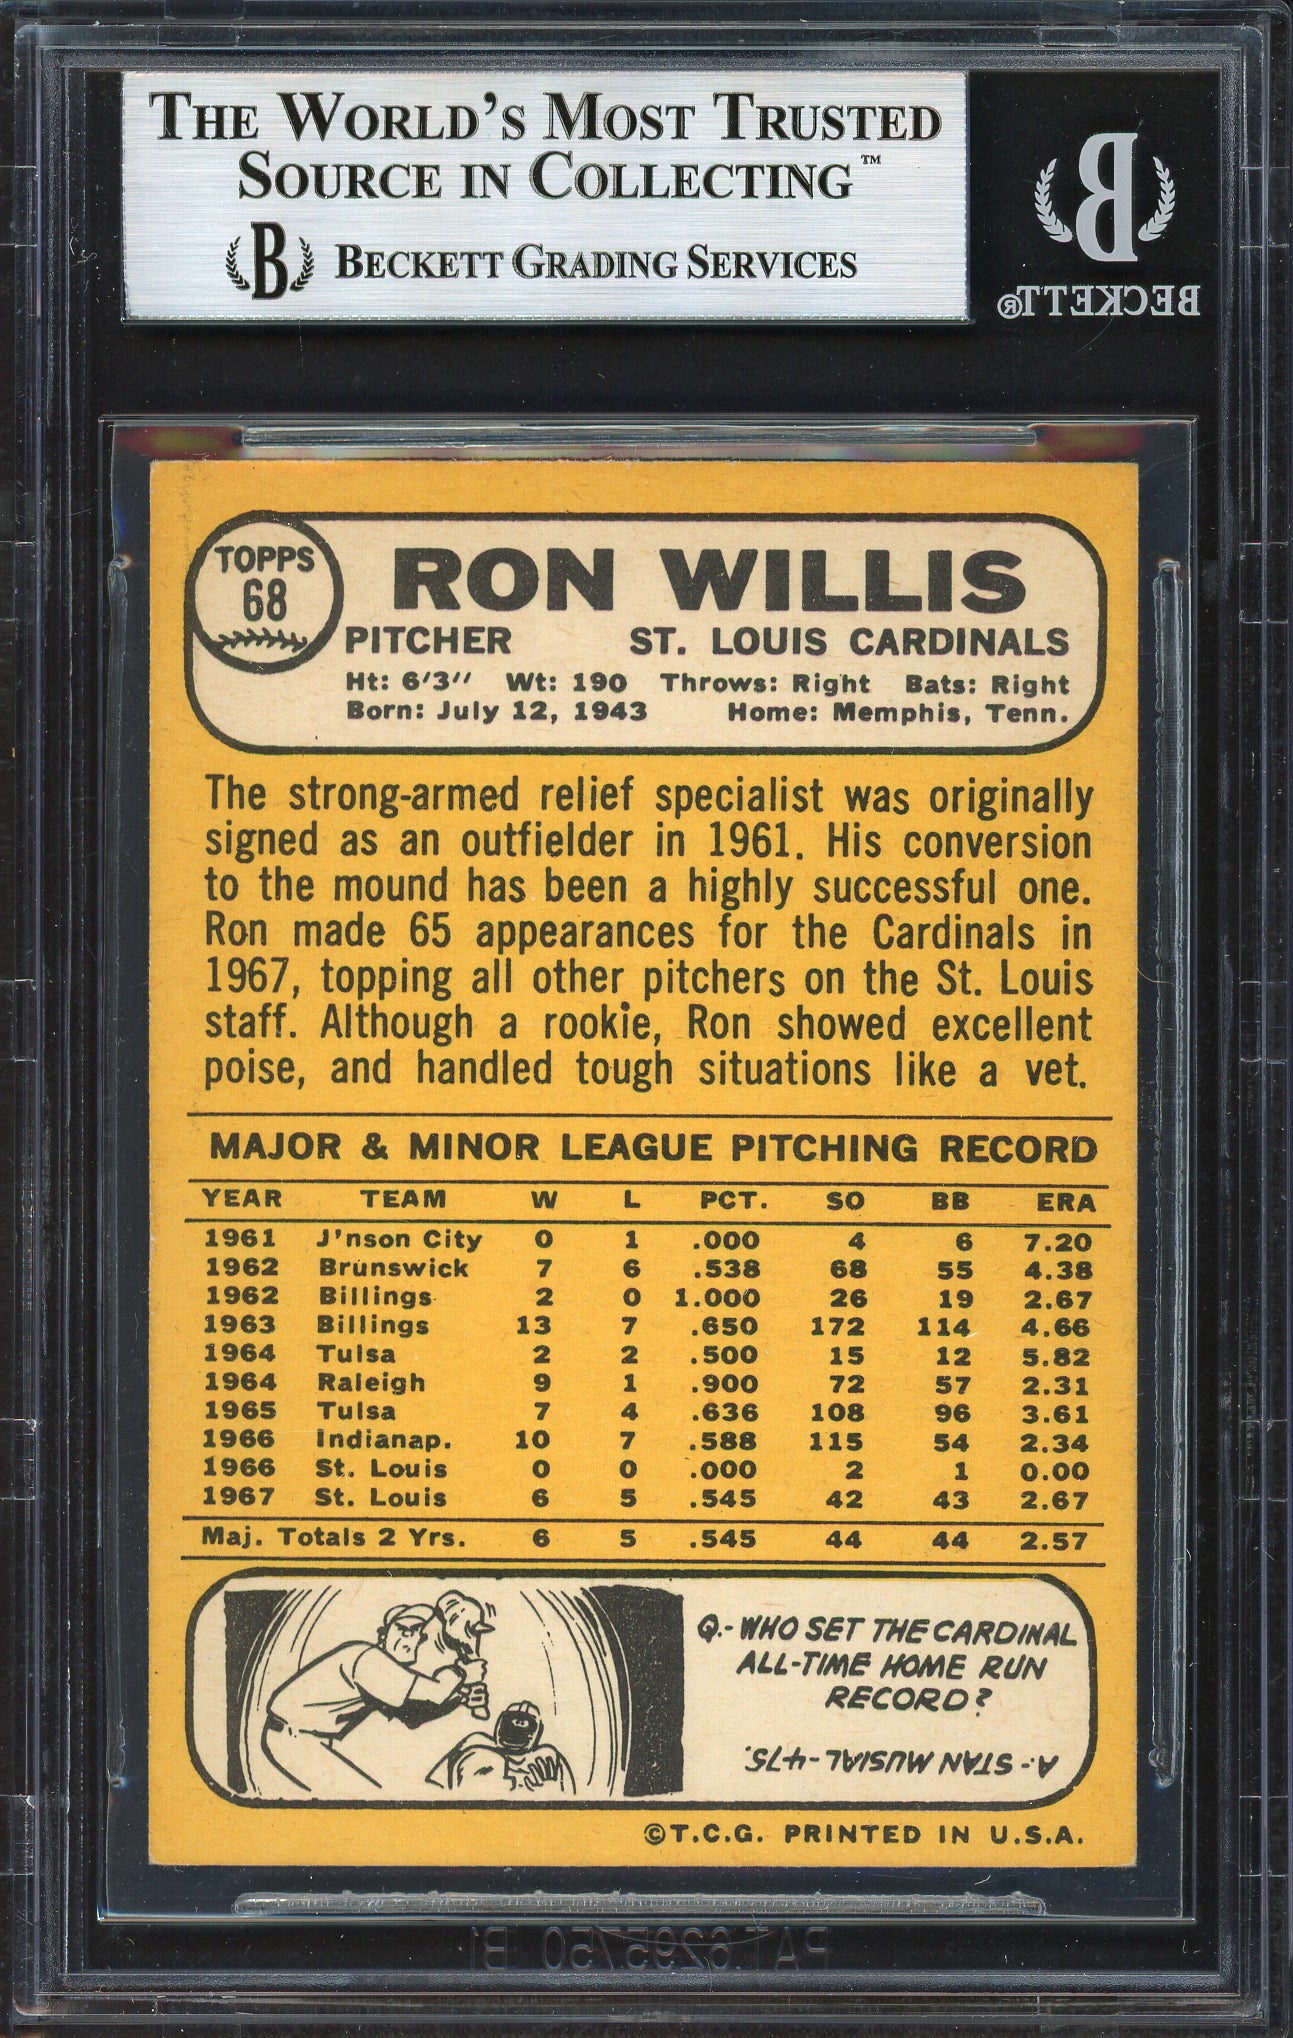 THE WORLD'S MOST TRUSTED
SOURCE IN COLLECTING™
B BECKETT GRADING SERVICES
B
BECKETT®
TOPPS
68
RON WILLIS
PITCHER ST. LOUIS CARDINALS
Ht: 6'3" Wt: 190 Throws: Right Bats: Right
Born: July 12, 1943 Home: Memphis, Tenn.
The strong-armed relief specialist was originally
signed as an outfielder in 1961. His conversion
to the mound has been a highly successful one.
Ron made 65 appearances for the Cardinals in
1967, topping all other pitchers on the St. Louis
staff. Although a rookie, Ron showed excellent
poise, and handled tough situations like a vet.
MAJOR & MINOR LEAGUE PITCHING RECORD
YEAR TEAM W L PCT. SO BB ERA
1961 J'nson City 0 1 .000 4 6 7.20
1962 Brunswick 7 6 .538 68 55 4.38
1962 Billings 2 0 1.000 26 19 2.67
1963 Billings 13 7 .650 172 114 4.66
1964 Tulsa 2 2 .500 15 12 5.82
1964 Raleigh 9 1 .900 72 57 2.31
1965 Tulsa 7 4 .636 108 96 3.61
1966 Indianap. 10 7 .588 115 54 2.34
1966 St. Louis 0 0 .000 2 1 0.00
1967 St. Louis 6 5 .545 42 43 2.67
Maj. Totals 2 Yrs. 6 5 .545 44 44 2.57
Q.- WHO SET THE CARDINAL
ALL-TIME HOME RUN
RECORD?
A.- STAN MUSIAL - 475.
©T.C.G. PRINTED IN U.S.A.
PAT.6295750 B1